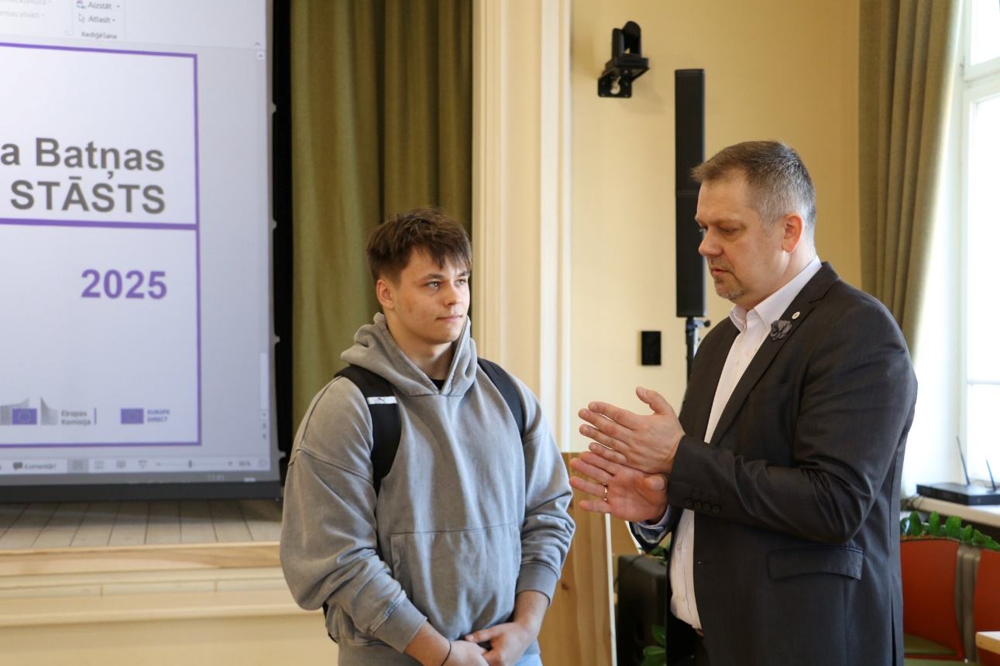 Aizstāt
Atlasīt
Rediģēšana
a Batņas
STĀSTS
2025
Eiropas
Komisija
EUROPE
DIRECT
Komentāri